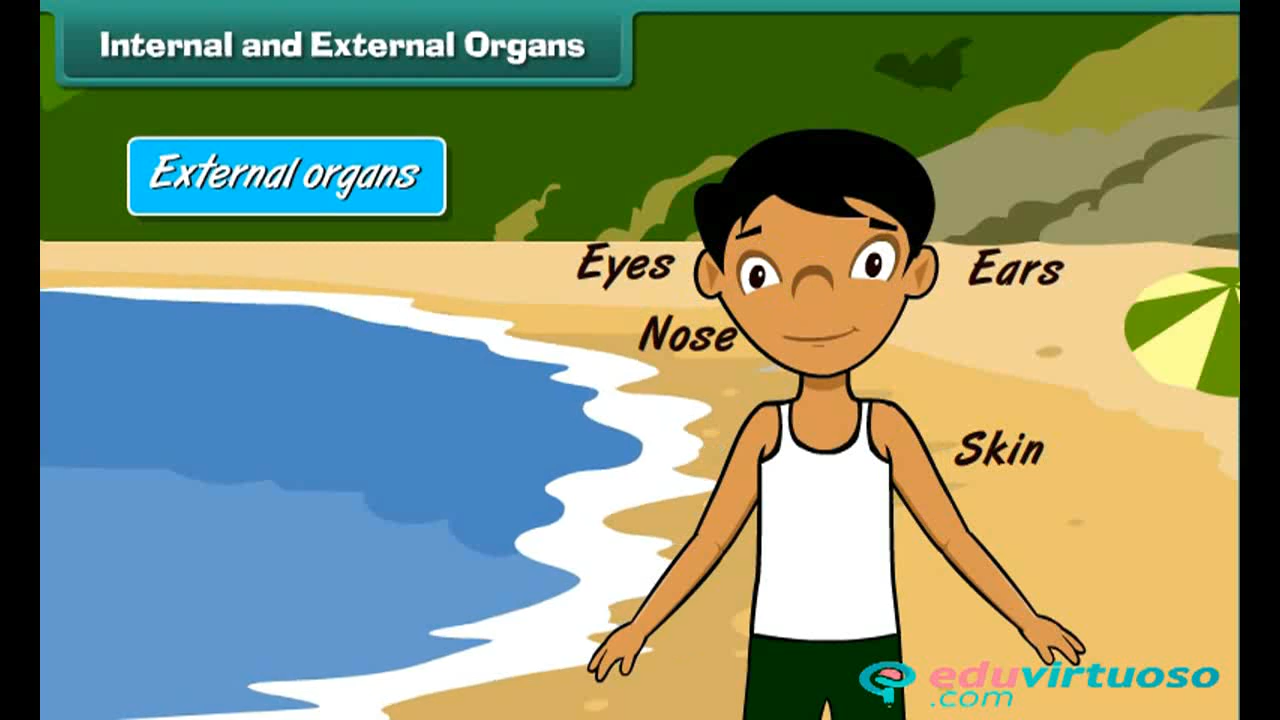 Internal and External Organs
External organs
Eyes
Ears
Nose
Skin
eduvirtuoso
.com